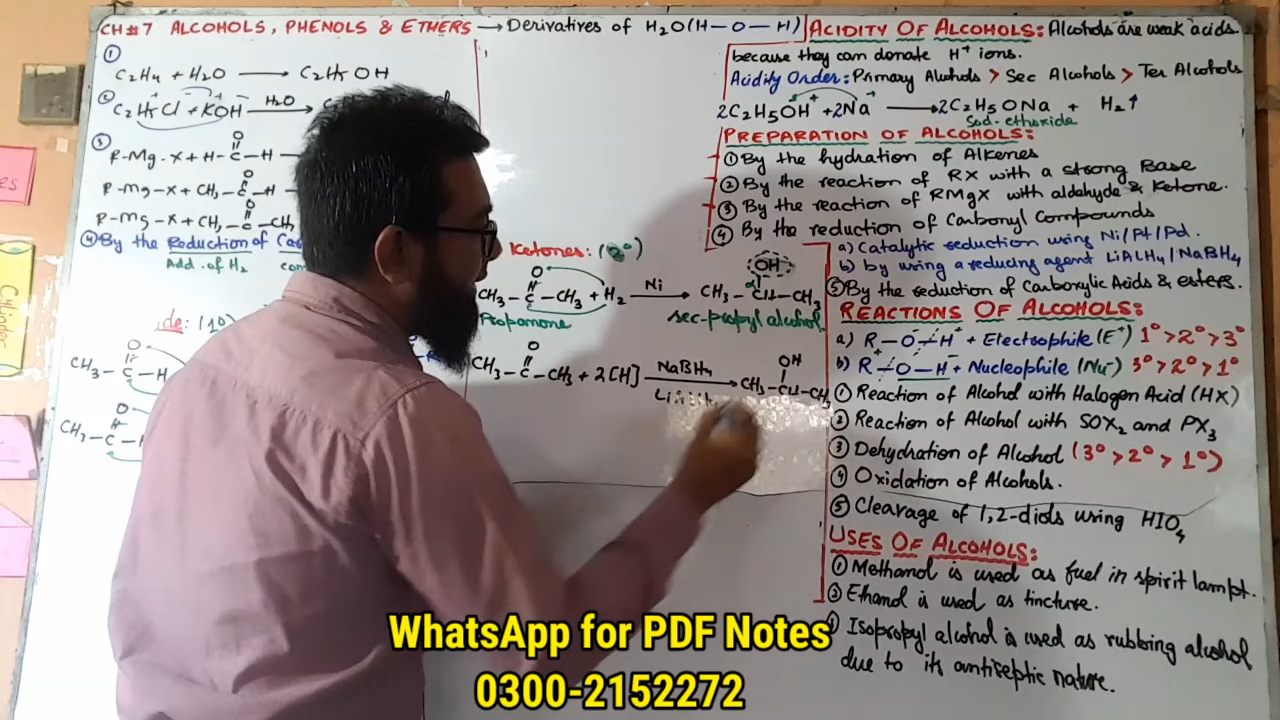 CH#7 ALCOHOLS, PHENOLS & ETHERS → Derivatives of H2O (H—O—H)
①
C2H4 + H2O → C2H5OH
② C2H5Cl + KOH H2O →
③
O
R-Mg-X + H—C—H
O
R-Mg-X + CH3—C—H
O
R-Mg-X + CH3—C—CH3
④ By the Reduction of
Add. of H2
ide: (1°)
O
CH3—C—H
O
CH3—C—
Ketones: (2°)
O OH
CH3—C—CH3 + H2 Ni → CH3—CH—CH3
Propanone sec-propyl alcohol
O OH
CH3—C—CH3 + 2[H] NaBH4 → CH3—CH—CH3
ACIDITY OF ALCOHOLS: Alcohols are weak acids
because they can donate H+ ions.
Acidity Order: Primary Alcohols > Sec Alcohols > Ter Alcohols
2C2H5OH + 2Na → 2C2H5ONa + H2↑
Sod-ethoxide
PREPARATION OF ALCOHOLS:
① By the hydration of Alkenes
② By the reaction of RX with a strong Base
③ By the reaction of RMgX with aldehyde & Ketone.
④ By the reduction of Carbonyl Compounds
a) Catalytic reduction using Ni/Pt/Pd.
b) by using a reducing agent LiAlH4/NaBH4
⑤ By the reduction of Carboxylic Acids & esters.
REACTIONS OF ALCOHOLS:
a) R—O—H + Electrophile (E+) 1° > 2° > 3°
b) R—O—H + Nucleophile (Nu-) 3° > 2° > 1°
① Reaction of Alcohol with Halogen Acid (HX)
② Reaction of Alcohol with SOX2 and PX3
③ Dehydration of Alcohol (3° > 2° > 1°)
④ Oxidation of Alcohols.
⑤ Clearage of 1,2-diols using HIO4
USES OF ALCOHOLS:
① Methanol is used as fuel in spirit lampt.
② Ethanol is used as tincture.
Isopropyl alcohol is used as rubbing alcohol
due to its antiseptic nature.
Cylinder
WhatsApp for PDF Notes
0300-2152272